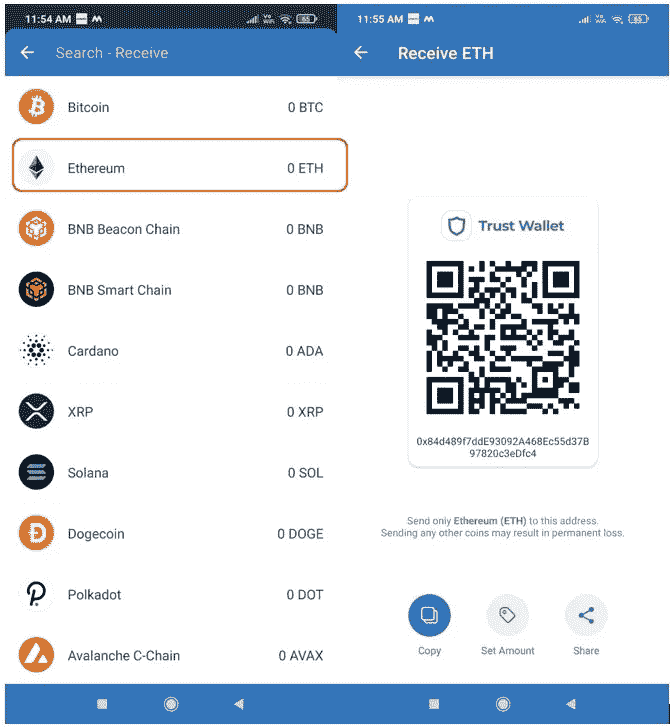 11:54 AM
Search - Receive
Bitcoin 0 BTC
Ethereum 0 ETH
BNB Beacon Chain 0 BNB
BNB Smart Chain 0 BNB
Cardano 0 ADA
XRP 0 XRP
Solana 0 SOL
Dogecoin 0 DOGE
Polkadot 0 DOT
Avalanche C-Chain 0 AVAX
11:55 AM
Receive ETH
Trust Wallet
0x84d489f7ddE93092A468Ec55d37B
97820c3eDfc4
Send only Ethereum (ETH) to this address.
Sending any other coins may result in permanent loss.
Copy Set Amount Share